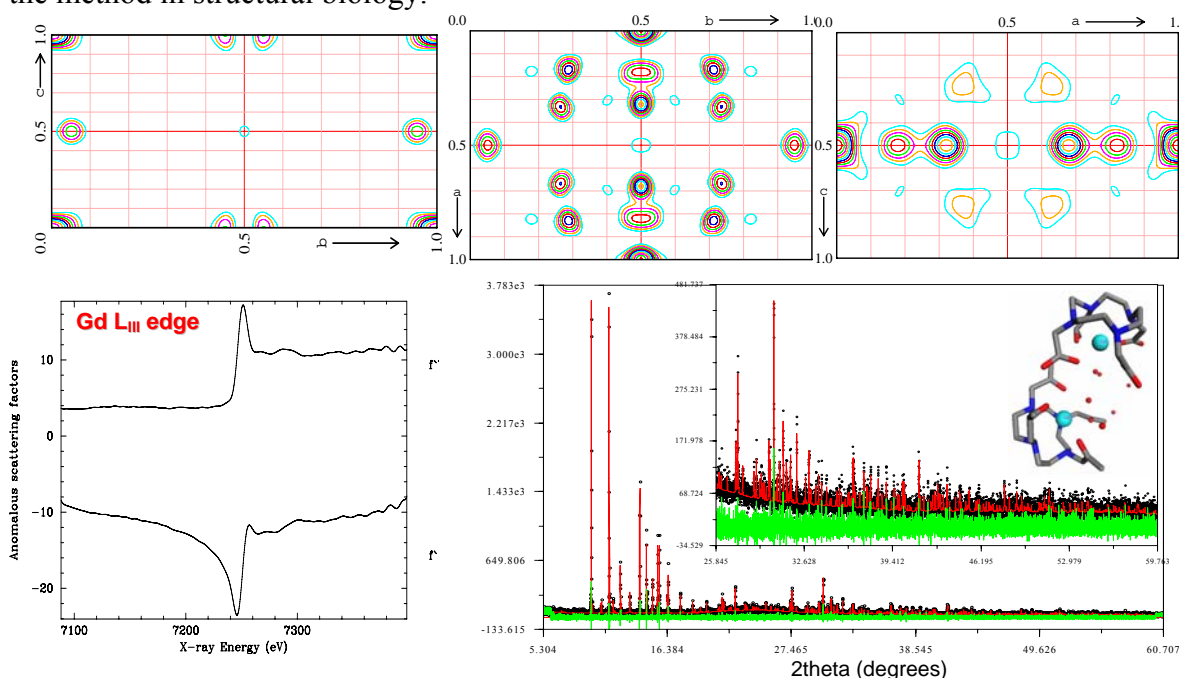 the method in structural biology.
0.0 0.5 b 1.0
0.0 0.5 a 1.0
1.0
c
0.5
0.0
0.0 0.5 b 1.0
0.5
a
1.0
0.5
c
1.0
Gd LIII edge
Anomalous scattering factors
10
0
−10
−20
7100 7200 7300
X-ray Energy (eV)
3.783e3
3.000e3
2.217e3
1.433e3
649.806
-133.615
5.304 16.384 27.465 38.545 49.626 60.707
2theta (degrees)
481.737
378.484
275.231
171.978
68.724
-34.529
25.845 32.628 39.412 46.195 52.979 59.763